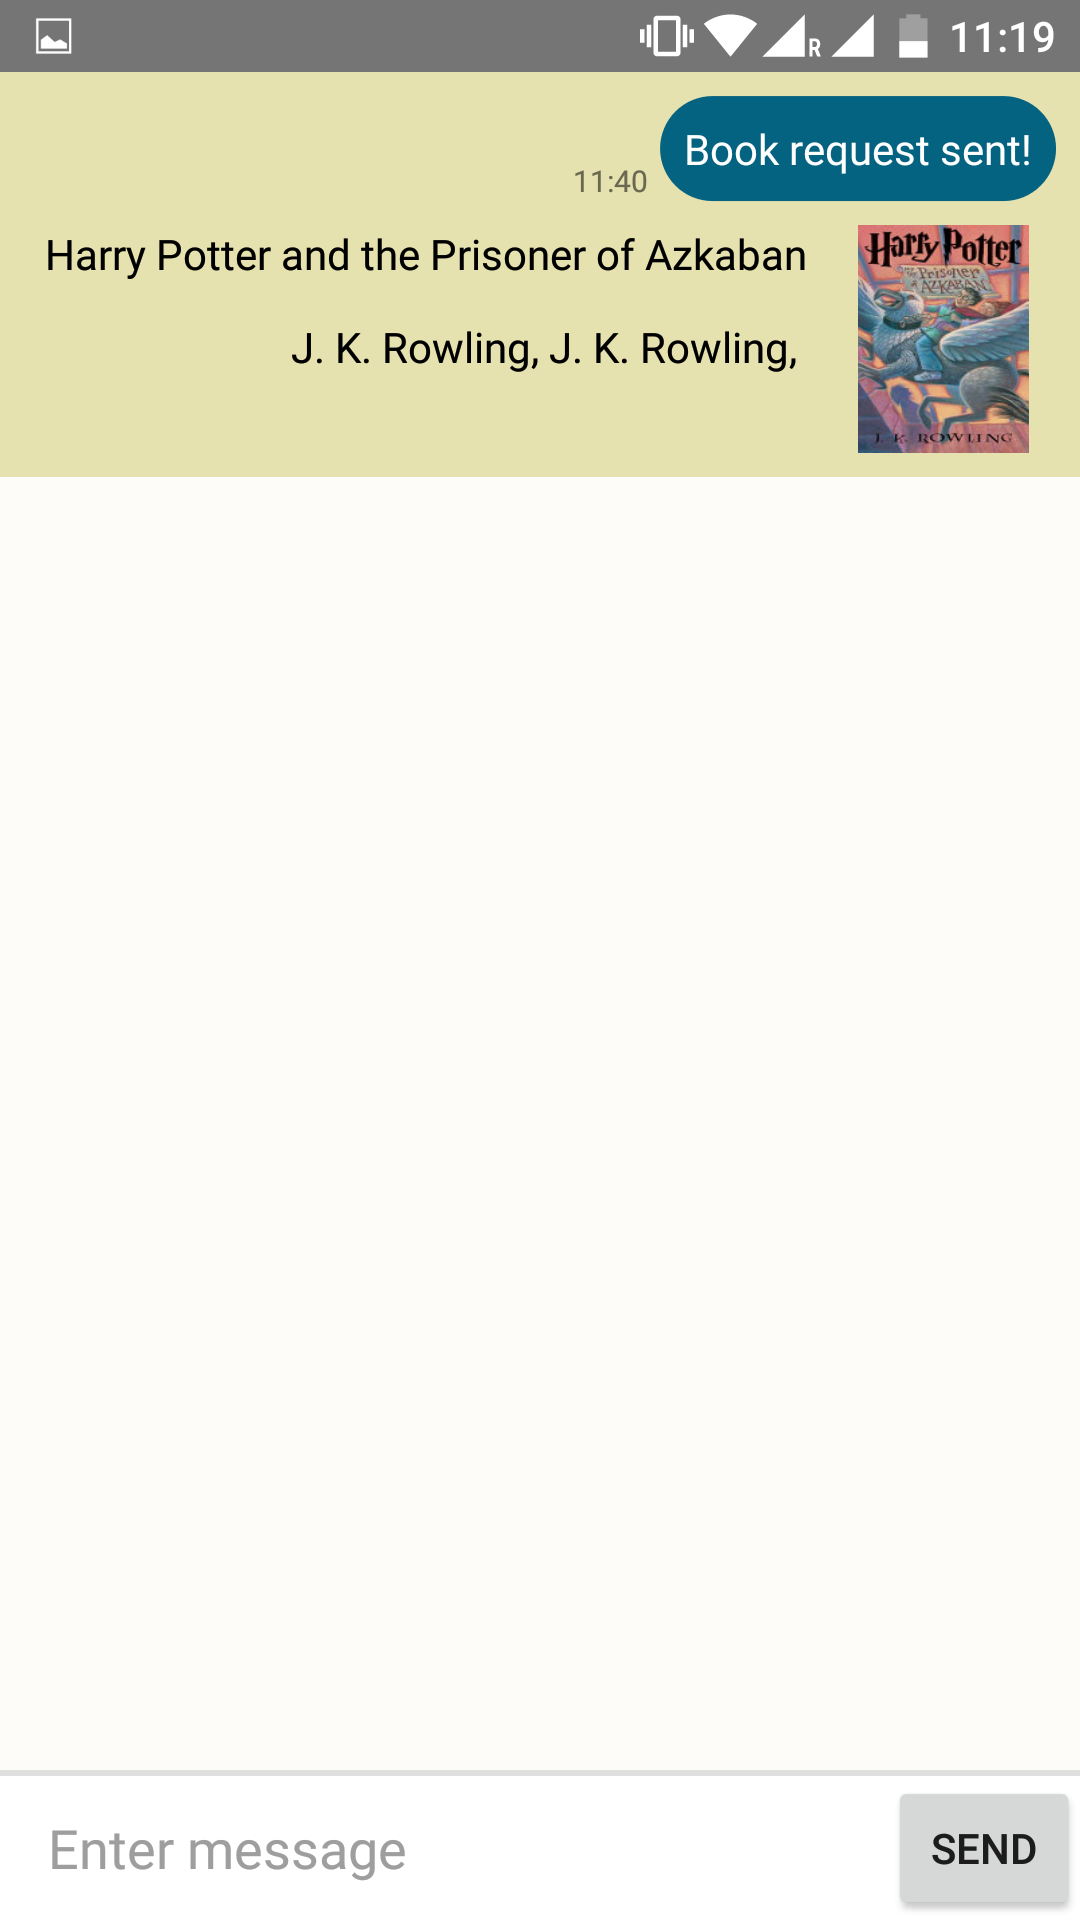 R 11:19
Book request sent!
11:40
Harry Potter and the Prisoner of Azkaban
J. K. Rowling, J. K. Rowling,
Harry Potter
and the
Prisoner
of AZKABAN
J. K. ROWLING
Enter message
SEND